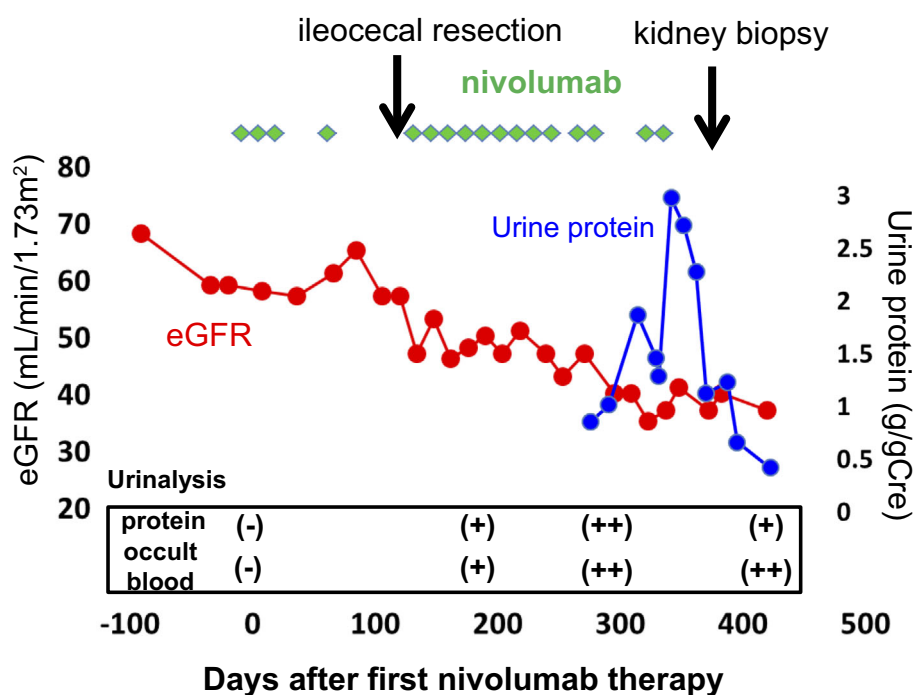 ileocecal resection
kidney biopsy
nivolumab
80
70
60
50
40
30
20
eGFR (mL/min/1.73m²)
3
2.5
2
1.5
1
0.5
0
Urine protein (g/gCre)
Urine protein
eGFR
Urinalysis
protein (-) (+) (++) (+)
occult
blood (-) (+) (++) (++)
-100 0 100 200 300 400 500
Days after first nivolumab therapy